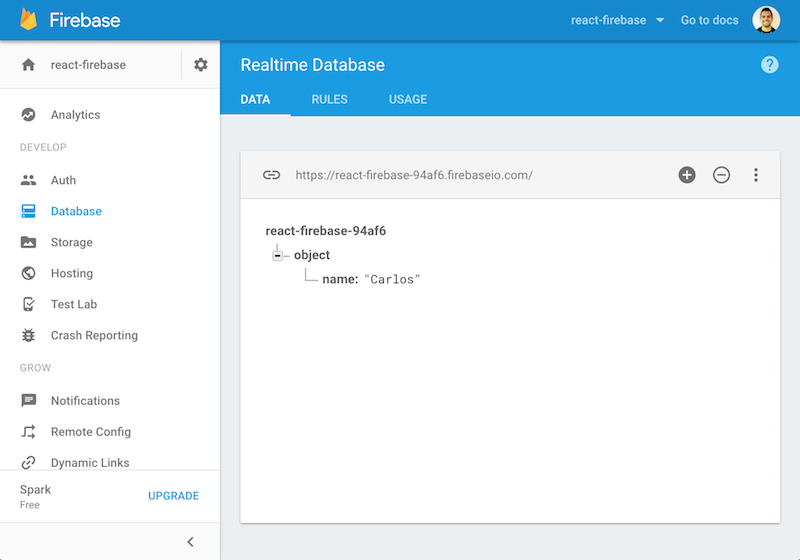 Firebase
react-firebase
Go to docs
react-firebase
Analytics
DEVELOP
Auth
Database
Storage
Hosting
Test Lab
Crash Reporting
GROW
Notifications
Remote Config
Dynamic Links
Spark
Free
UPGRADE
Realtime Database
?
DATA RULES USAGE
https://react-firebase-94af6.firebaseio.com/
react-firebase-94af6
object
name: "Carlos"